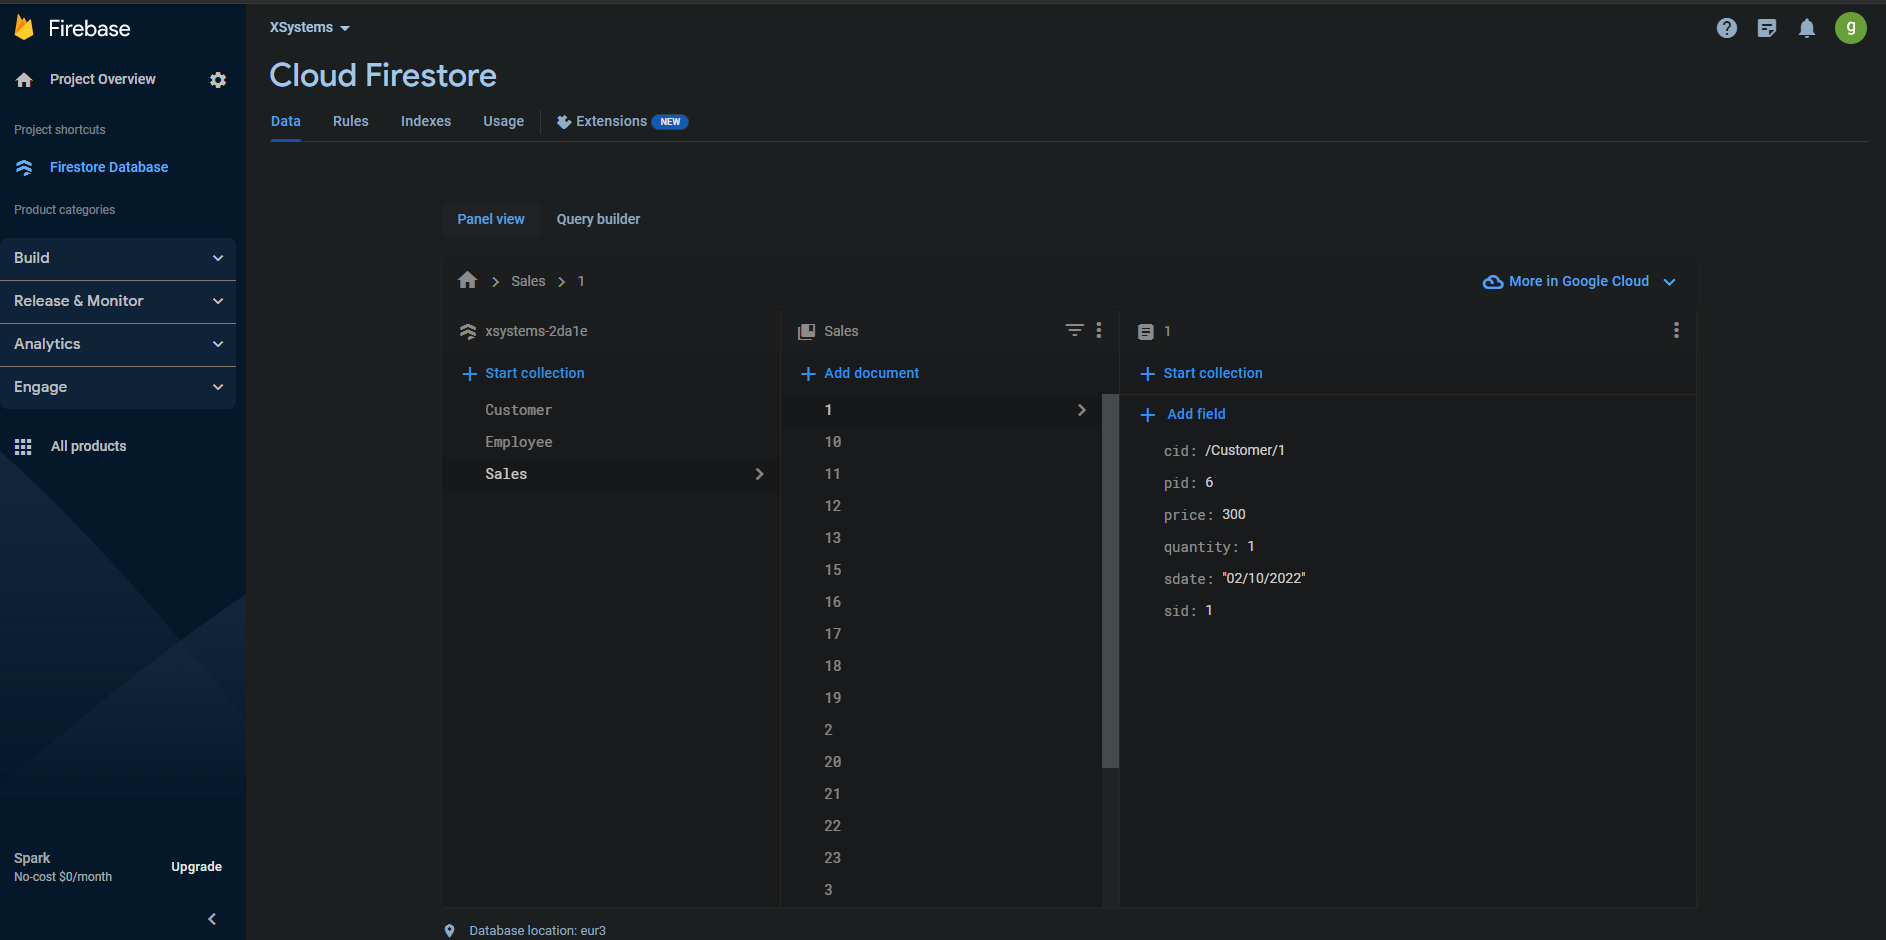 Firebase
Project Overview
Project shortcuts
Firestore Database
Product categories
Build
Release & Monitor
Analytics
Engage
All products
Spark
No-cost $0/month
Upgrade
XSystems
g
Cloud Firestore
Data Rules Indexes Usage Extensions NEW
Panel view Query builder
Sales 1
More in Google Cloud
xsystems-2da1e
Start collection
Customer
Employee
Sales
Sales
Add document
1
10
11
12
13
15
16
17
18
19
2
20
21
22
23
3
1
Start collection
Add field
cid: /Customer/1
pid: 6
price: 300
quantity: 1
sdate: "02/10/2022"
sid: 1
Database location: eur3